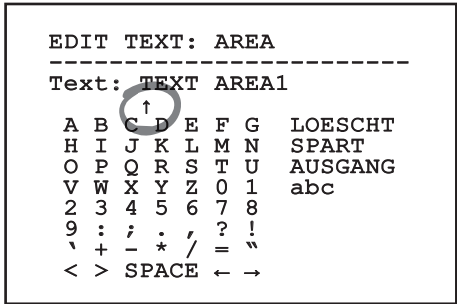 EDIT TEXT: AREA
------------------------
Text: TEXT AREA1
↑
A B C D E F G LOESCHT
H I J K L M N SPART
O P Q R S T U AUSGANG
V W X Y Z 0 1 abc
2 3 4 5 6 7 8
9 : ; . , ? !
‵ + - * / = “
< > SPACE ← →